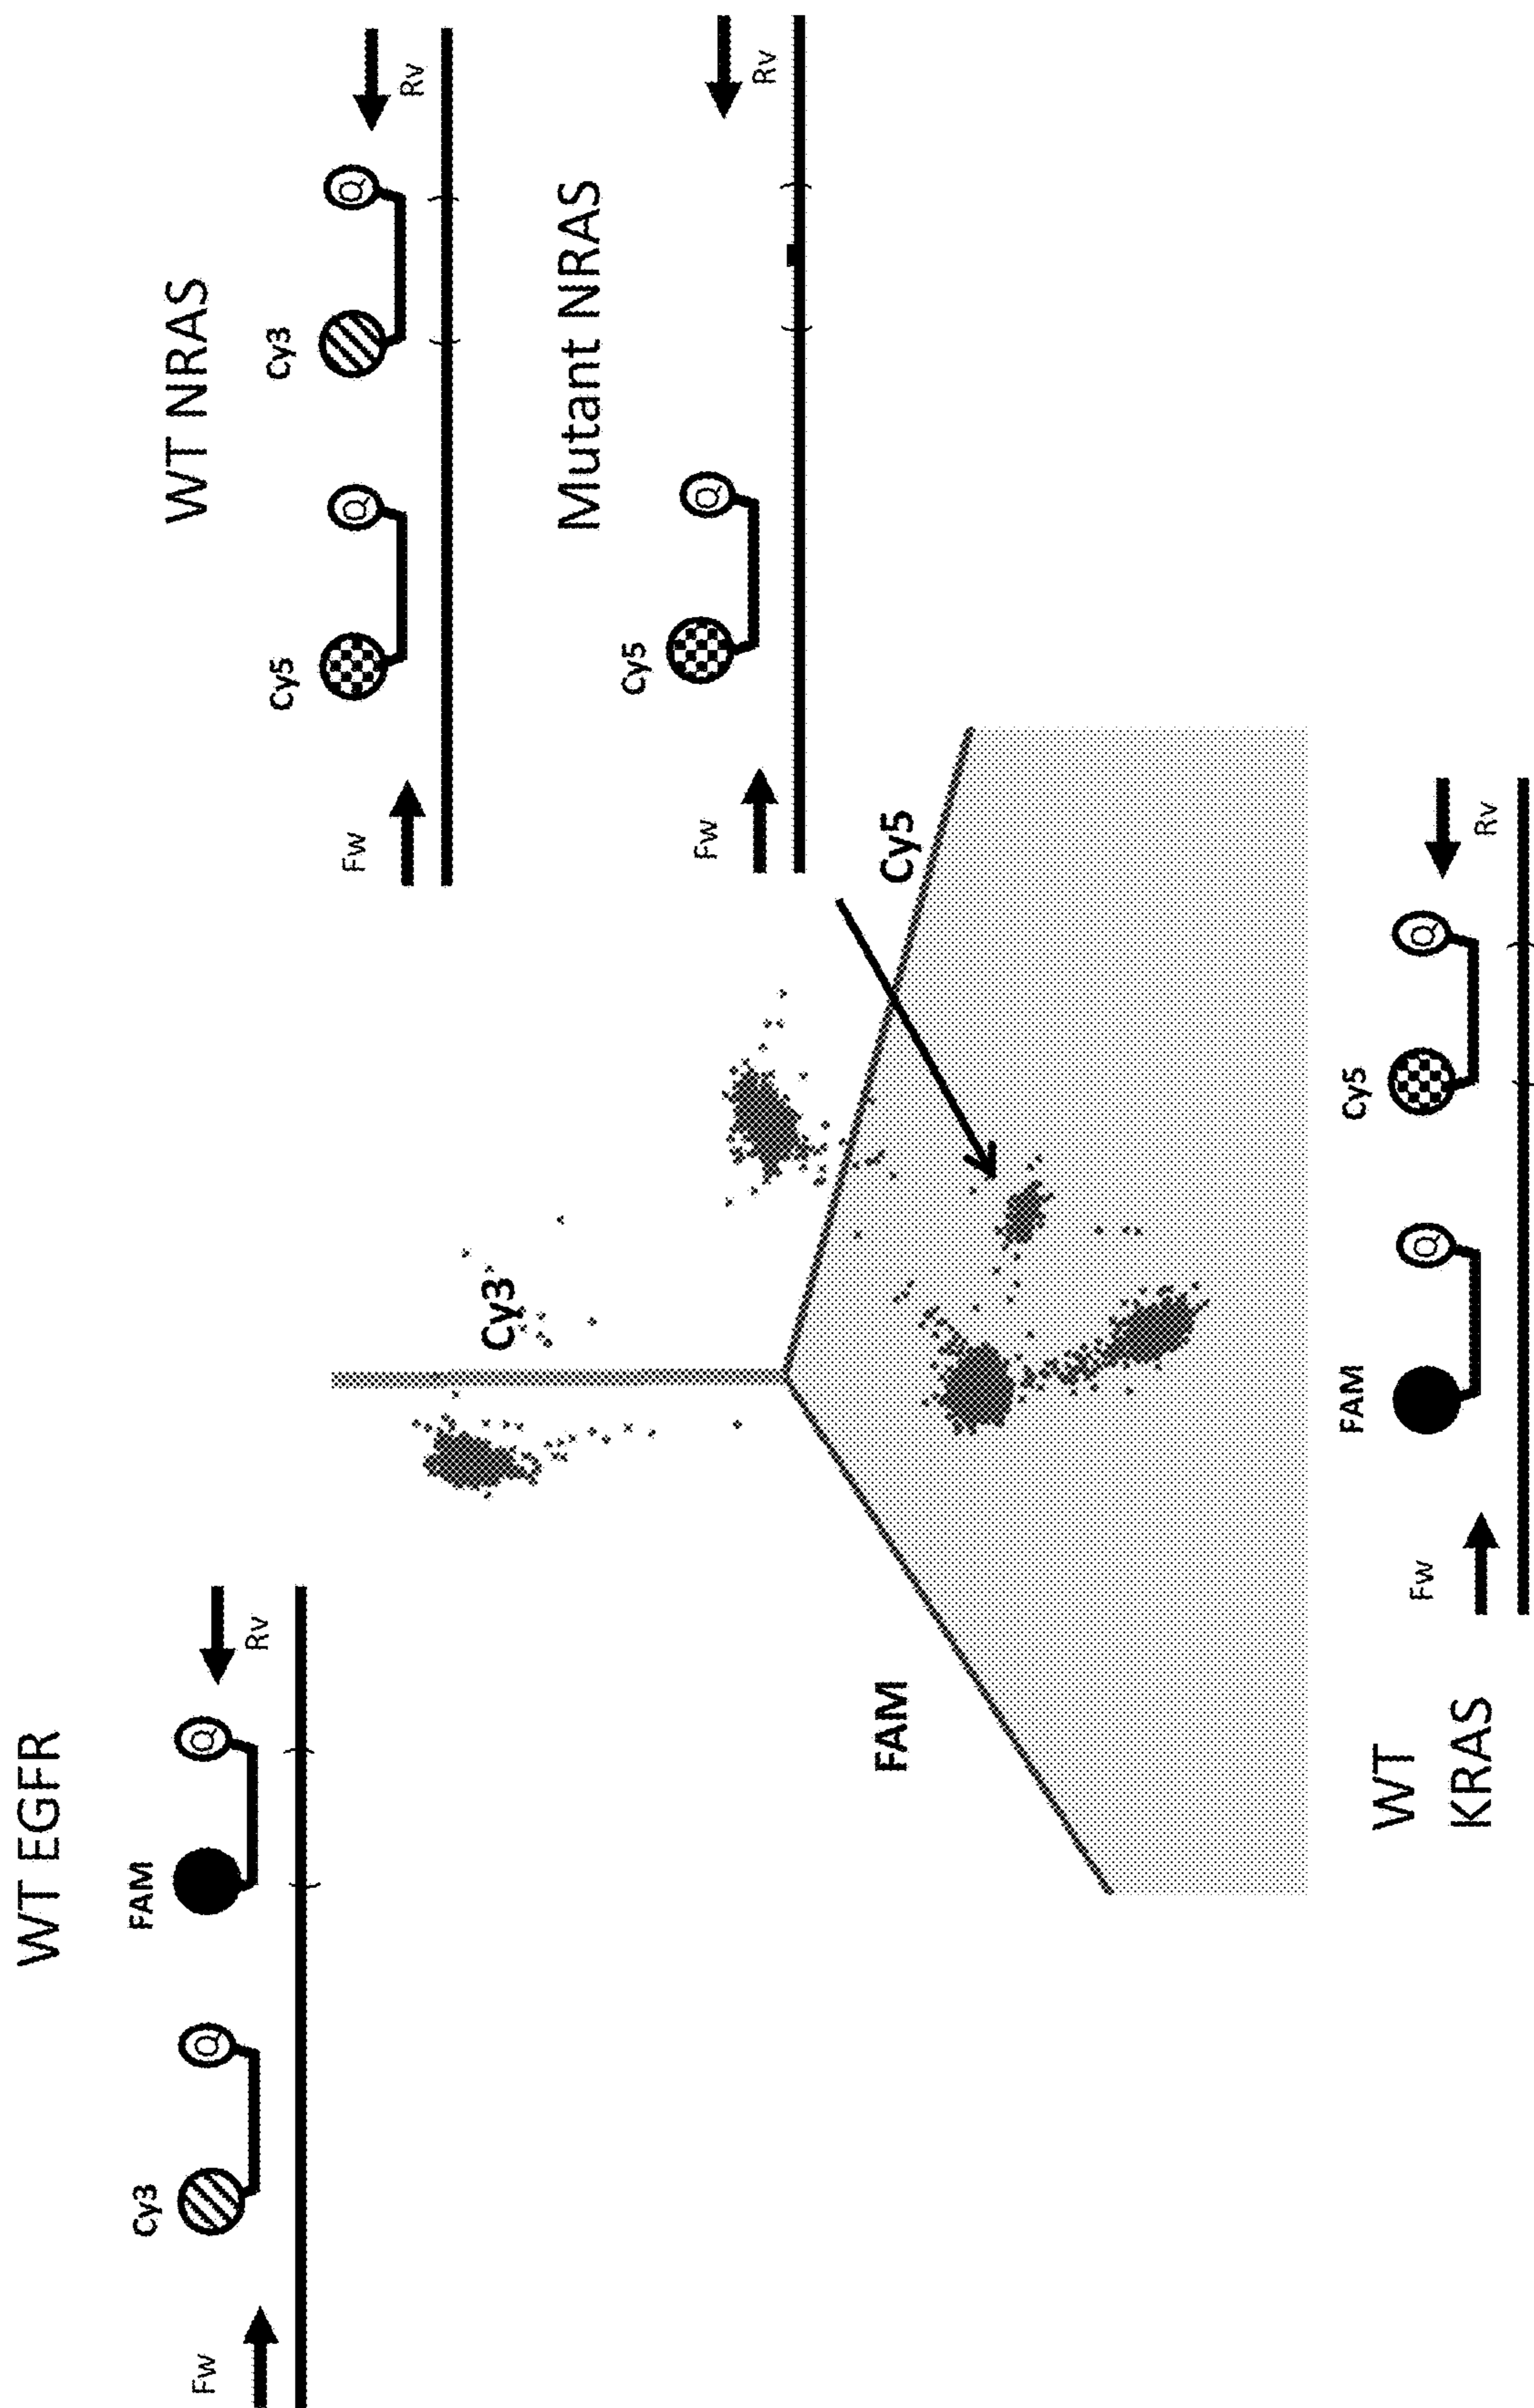 WT EGFR
Cy3
FAM
Q
Q
Fw
Rv
WT NRAS
Cy5
Cy3
Q
Q
Fw
Rv
Mutant NRAS
Cy5
Q
Fw
Rv
Cy3
FAM
Cy5
WT
KRAS
FAM
Cy5
Q
Q
Fw
Rv